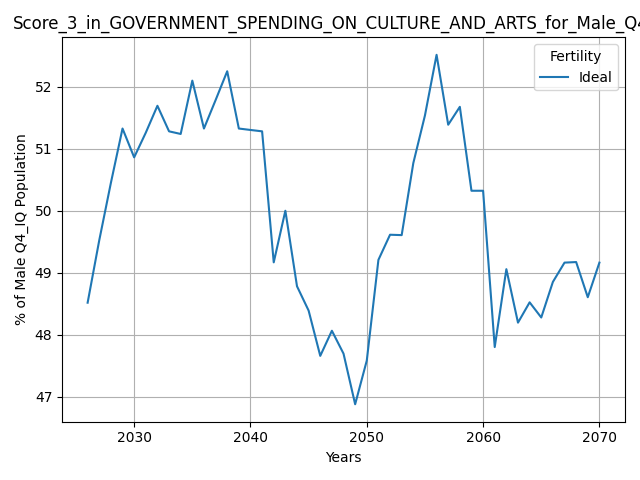 Score_3_in_GOVERNMENT_SPENDING_ON_CULTURE_AND_ARTS_for_Male_Q4
Fertility
Ideal
52
51
50
49
48
47
% of Male Q4_IQ Population
2030 2040 2050 2060 2070
Years